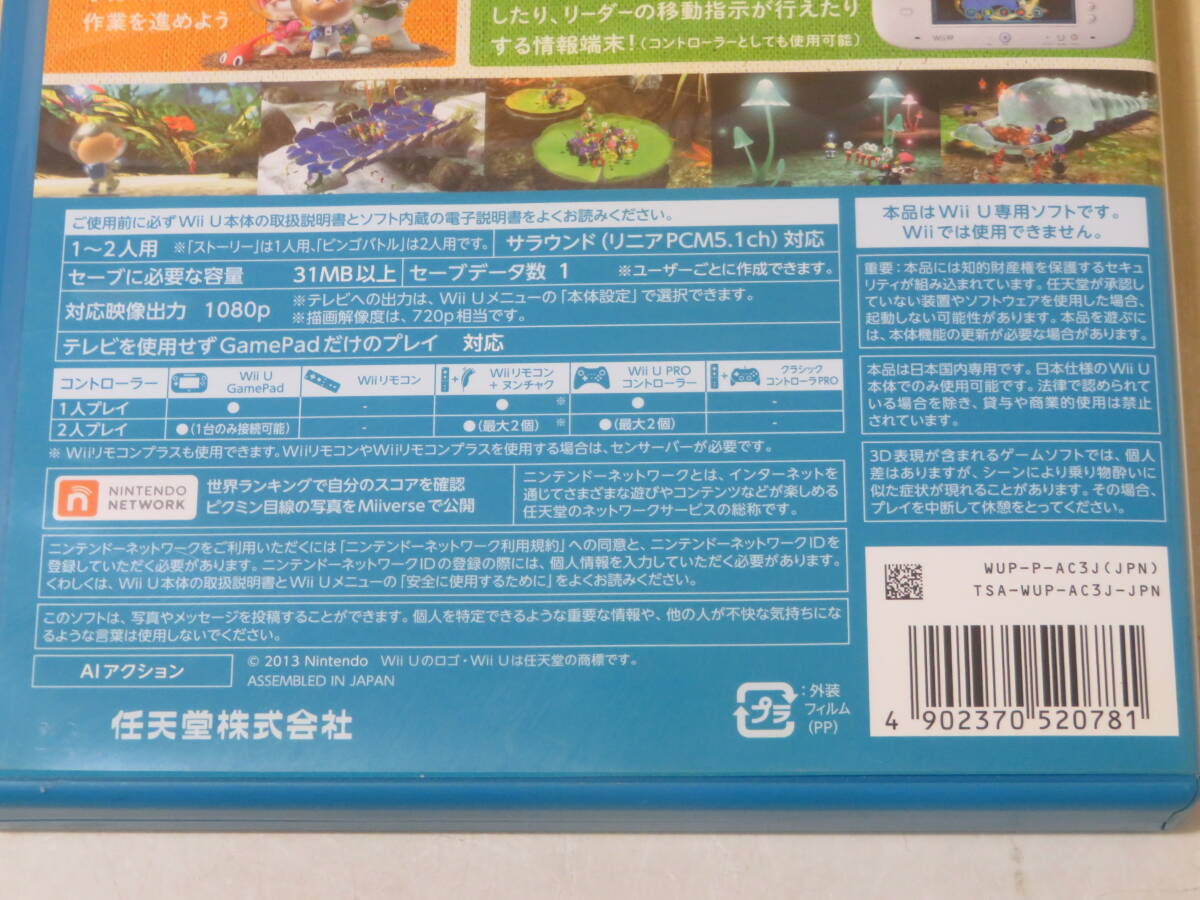 作業を進めよう
したり、リーダーの移動指示が行えたり
する情報端末!(コントローラーとしても使用可能)
Wii U
ご使用前に必ずWii U本体の取扱説明書とソフト内蔵の電子説明書をよくお読みください。
1〜2人用 ※「ストーリー」は1人用、「ビンゴバトル」は2人用です。 サラウンド(リニアPCM5.1ch)対応
セーブに必要な容量 31MB以上 セーブデータ数 1 ※ユーザーごとに作成できます。
対応映像出力 1080p ※テレビへの出力は、Wii Uメニューの「本体設定」で選択できます。
※描画解像度は、720p相当です。
テレビを使用せずGamePadだけのプレイ 対応
コントローラー Wii U GamePad Wiiリモコン Wiiリモコン + ヌンチャク Wii U PRO コントローラー クラシック コントローラPRO
1人プレイ ● - ● ※ ● -
2人プレイ ●(1台のみ接続可能) - ●(最大2個) ※ ●(最大2個) -
※ Wiiリモコンプラスも使用できます。WiiリモコンやWiiリモコンプラスを使用する場合は、センサーバーが必要です。
NINTENDO NETWORK
世界ランキングで自分のスコアを確認
ピクミン目線の写真をMiiverseで公開
ニンテンドーネットワークとは、インターネットを
通じてさまざまな遊びやコンテンツなどが楽しめる
任天堂のネットワークサービスの総称です。
ニンテンドーネットワークをご利用いただくには「ニンテンドーネットワーク利用規約」への同意と、ニンテンドーネットワークIDを
登録していただく必要があります。ニンテンドーネットワークIDの登録の際には、個人情報を入力していただく必要があります。
くわしくは、Wii U本体の取扱説明書とWii Uメニューの「安全に使用するために」をよくお読みください。
このソフトは、写真やメッセージを投稿することができます。個人を特定できるような重要な情報や、他の人が不快な気持ちにな
るような言葉は使用しないでください。
AIアクション
© 2013 Nintendo Wii Uのロゴ・Wii Uは任天堂の商標です。
ASSEMBLED IN JAPAN
任天堂株式会社
プラ
:外装
フィルム
(PP)
本品はWii U専用ソフトです。
Wiiでは使用できません。
重要:本品には知的財産権を保護するセキュ
リティが組み込まれています。任天堂が承認し
ていない装置やソフトウェアを使用した場合、
起動しない可能性があります。本品を遊ぶに
は、本体機能の更新が必要な場合があります。
本品は日本国内専用です。日本仕様のWii U
本体でのみ使用可能です。法律で認められて
いる場合を除き、貸与や商業的使用は禁止
されています。
3D表現が含まれるゲームソフトでは、個人
差はありますが、シーンにより乗り物酔いに
似た症状が現れることがあります。その場合、
プレイを中断して休憩をとってください。
WUP-P-AC3J(JPN)
TSA-WUP-AC3J-JPN
4 902370 520781